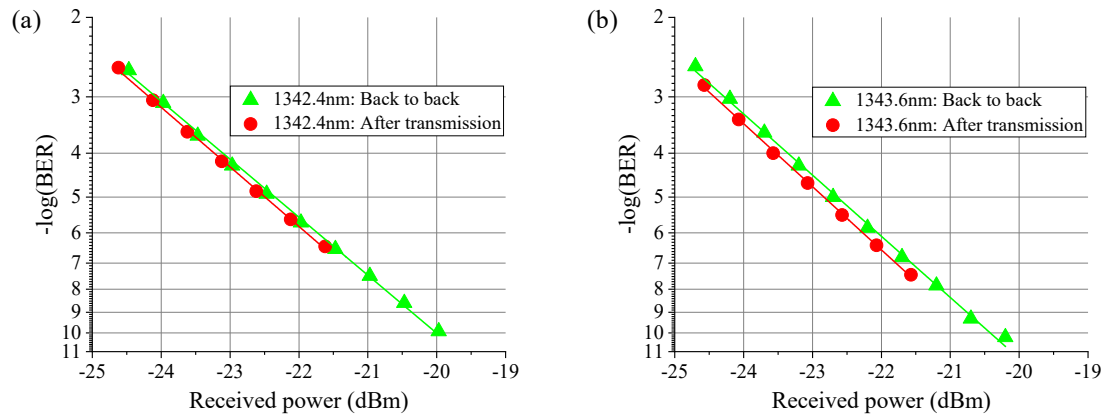 (a)
2
3
4
5
6
7
8
9
10
11
-log(BER)
1342.4nm: Back to back
1342.4nm: After transmission
-25 -24 -23 -22 -21 -20 -19
Received power (dBm)
(b)
2
3
4
5
6
7
8
9
10
11
-log(BER)
1343.6nm: Back to back
1343.6nm: After transmission
-25 -24 -23 -22 -21 -20 -19
Received power (dBm)